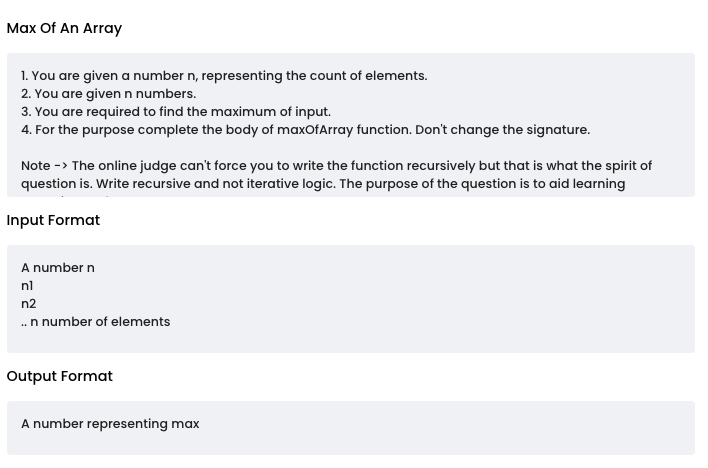 Max Of An Array
1. You are given a number n, representing the count of elements.
2. You are given n numbers.
3. You are required to find the maximum of input.
4. For the purpose complete the body of maxOfArray function. Don't change the signature.
Note -> The online judge can't force you to write the function recursively but that is what the spirit of
question is. Write recursive and not iterative logic. The purpose of the question is to aid learning
Input Format
A number n
n1
n2
.. n number of elements
Output Format
A number representing max